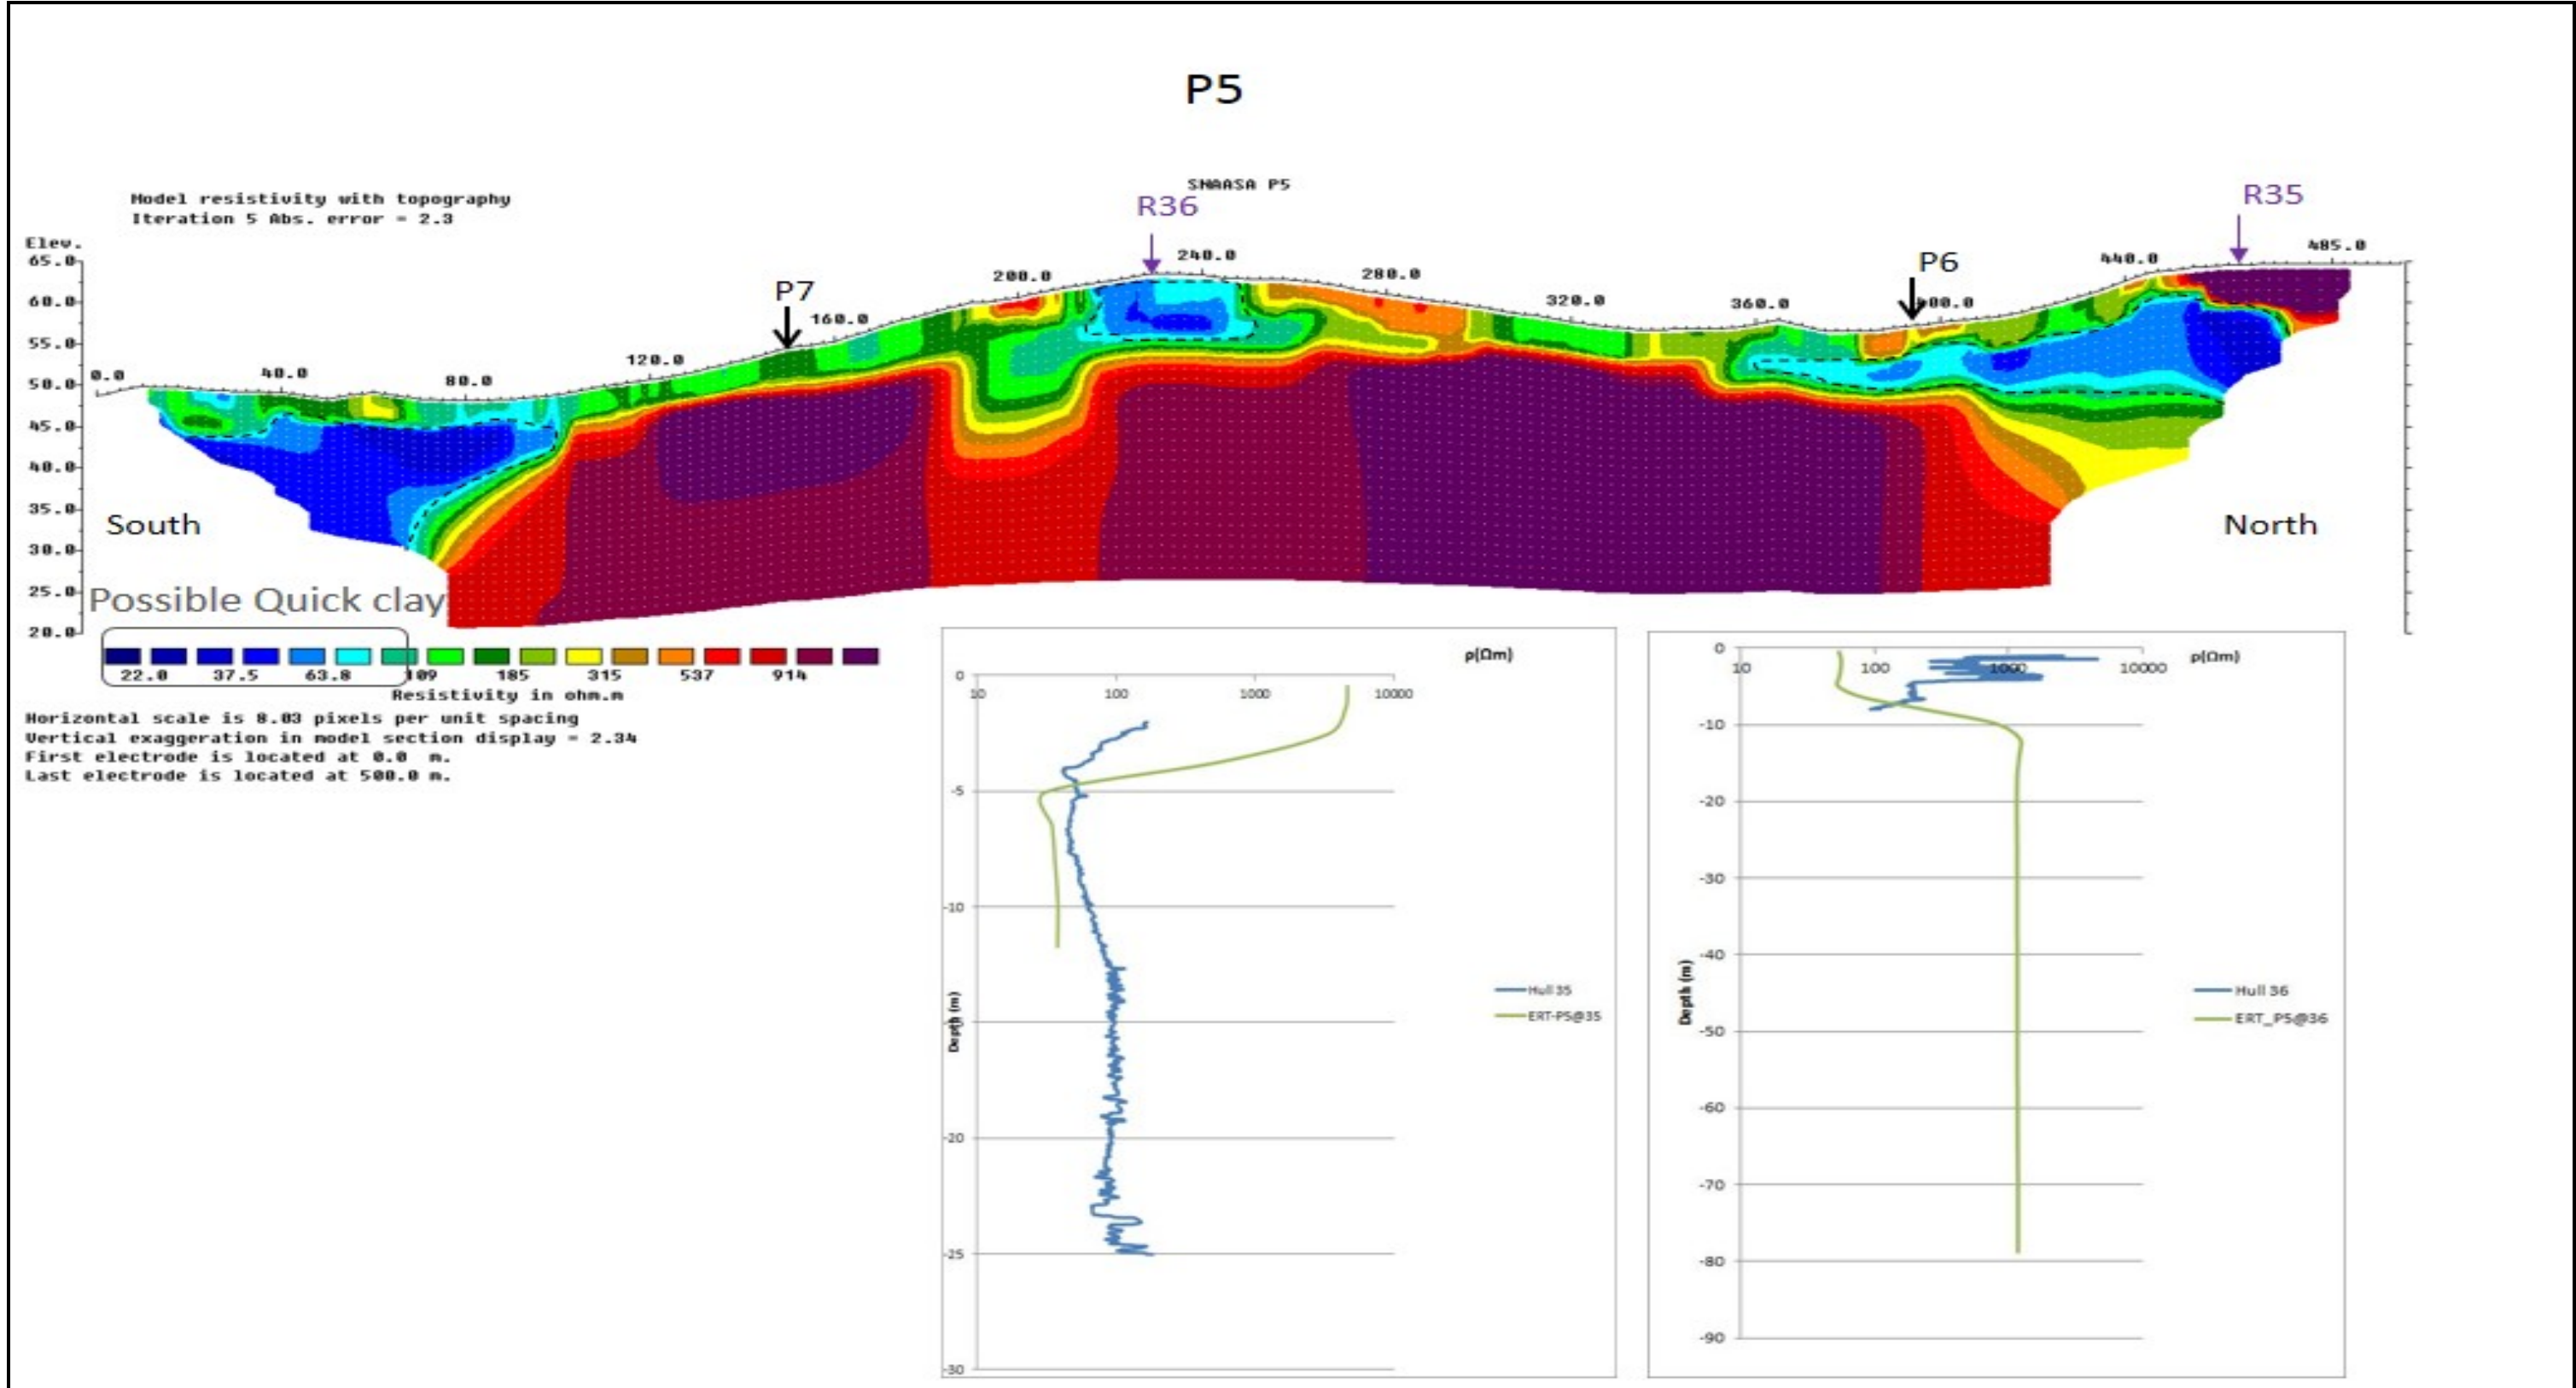 P5
SNAASA P5
Model resistivity with topography
Iteration 5 Abs. error = 2.3
R36
R35
Elev.
65.0
60.0
55.0
50.0
45.0
40.0
35.0
30.0
25.0
20.0
0.0
40.0
80.0
120.0
P7
160.0
200.0
240.0
280.0
320.0
360.0
P6
400.0
440.0
485.0
South
North
Possible Quick clay
22.0 37.5 63.8 109 185 315 537 914
Resistivity in ohm.m
Horizontal scale is 8.03 pixels per unit spacing
Vertical exaggeration in model section display = 2.34
First electrode is located at 0.0 m.
Last electrode is located at 500.0 m.
ρ(Ωm)
10 100 1000 10000
0
-5
-10
-15
-20
-25
-30
Depth (m)
Hull 35
ERT-P5@35
ρ(Ωm)
10 100 1000 10000
0
-10
-20
-30
-40
-50
-60
-70
-80
-90
Depth (m)
Hull 36
ERT_P5@36